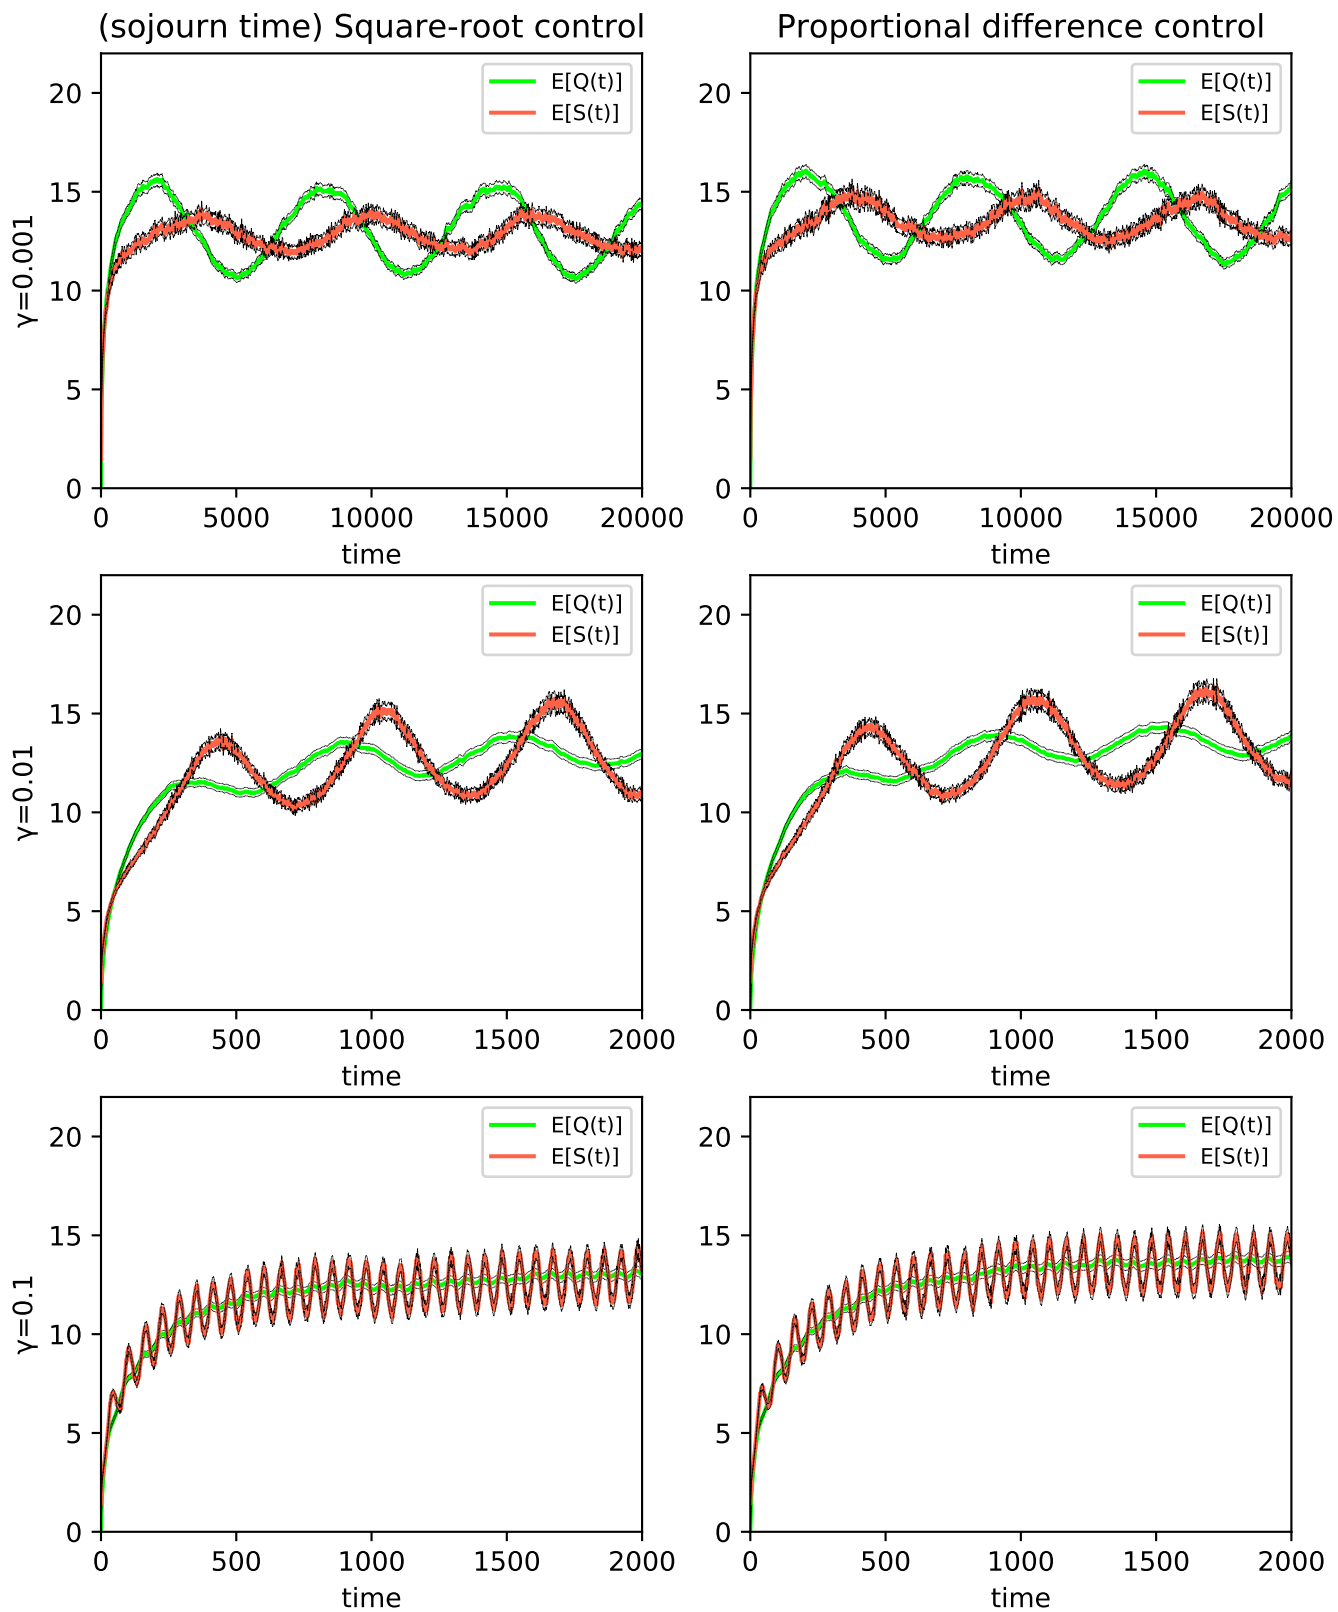 (sojourn time) Square-root control
Proportional difference control
γ=0.001
20
15
10
5
0
E[Q(t)]
E[S(t)]
0 5000 10000 15000 20000
time
20
15
10
5
0
E[Q(t)]
E[S(t)]
0 5000 10000 15000 20000
time
γ=0.01
20
15
10
5
0
E[Q(t)]
E[S(t)]
0 500 1000 1500 2000
time
20
15
10
5
0
E[Q(t)]
E[S(t)]
0 500 1000 1500 2000
time
γ=0.1
20
15
10
5
0
E[Q(t)]
E[S(t)]
0 500 1000 1500 2000
time
20
15
10
5
0
E[Q(t)]
E[S(t)]
0 500 1000 1500 2000
time